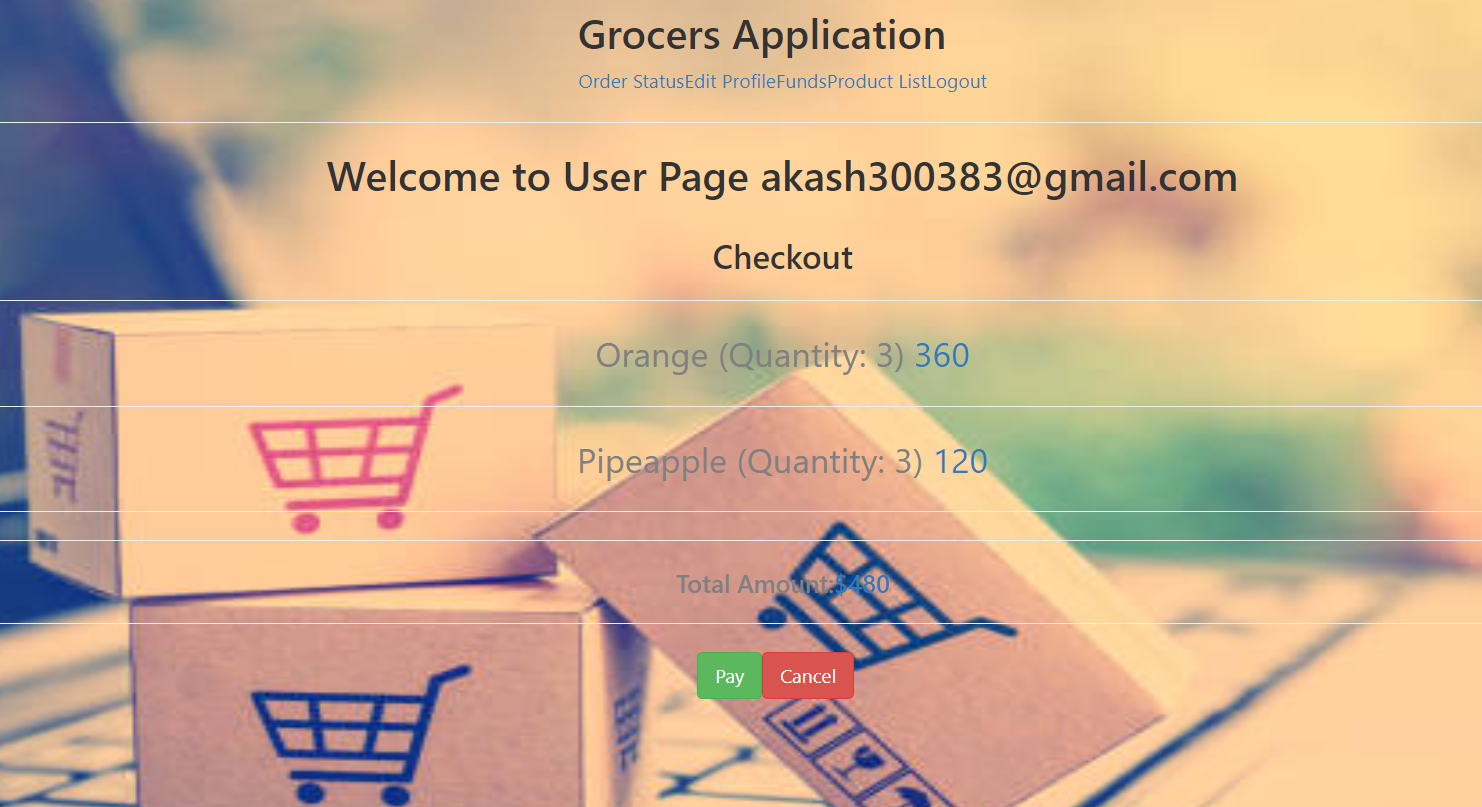 Grocers Application
Order StatusEdit ProfileFundsProduct ListLogout
Welcome to User Page akash300383@gmail.com
Checkout
Orange (Quantity: 3) 360
Pipeapple (Quantity: 3) 120
Total Amount:$480
Pay Cancel